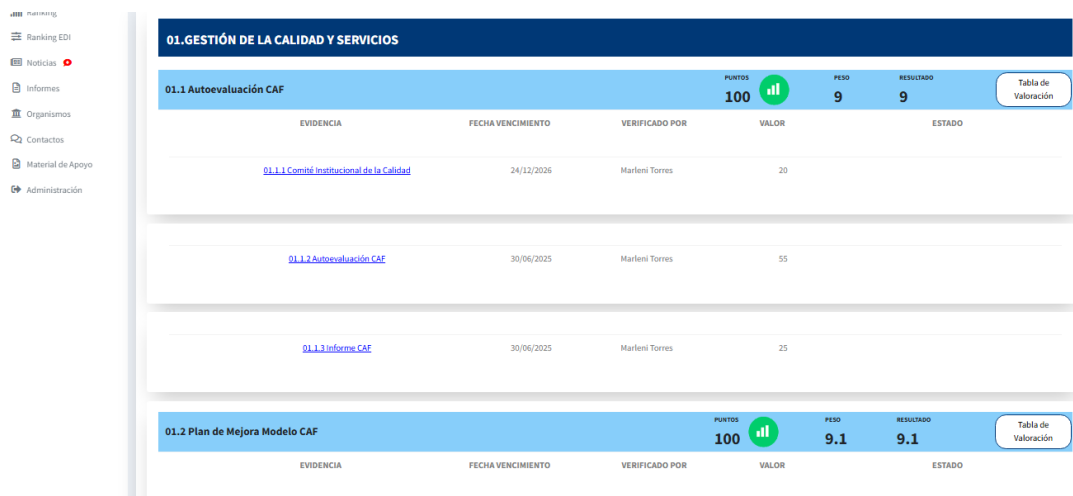 Ranking
Ranking EDI
Noticias
Informes
Organismos
Contactos
Material de Apoyo
Administración
01.GESTIÓN DE LA CALIDAD Y SERVICIOS
01.1 Autoevaluación CAF
PUNTOS
100
PESO
9
RESULTADO
9
Tabla de
Valoración
EVIDENCIA FECHA VENCIMIENTO VERIFICADO POR VALOR ESTADO
01.1.1 Comité Institucional de la Calidad 24/12/2026 Marleni Torres 20
01.1.2 Autoevaluación CAF 30/06/2025 Marleni Torres 55
01.1.3 Informe CAF 30/06/2025 Marleni Torres 25
01.2 Plan de Mejora Modelo CAF
PUNTOS
100
PESO
9.1
RESULTADO
9.1
Tabla de
Valoración
EVIDENCIA FECHA VENCIMIENTO VERIFICADO POR VALOR ESTADO